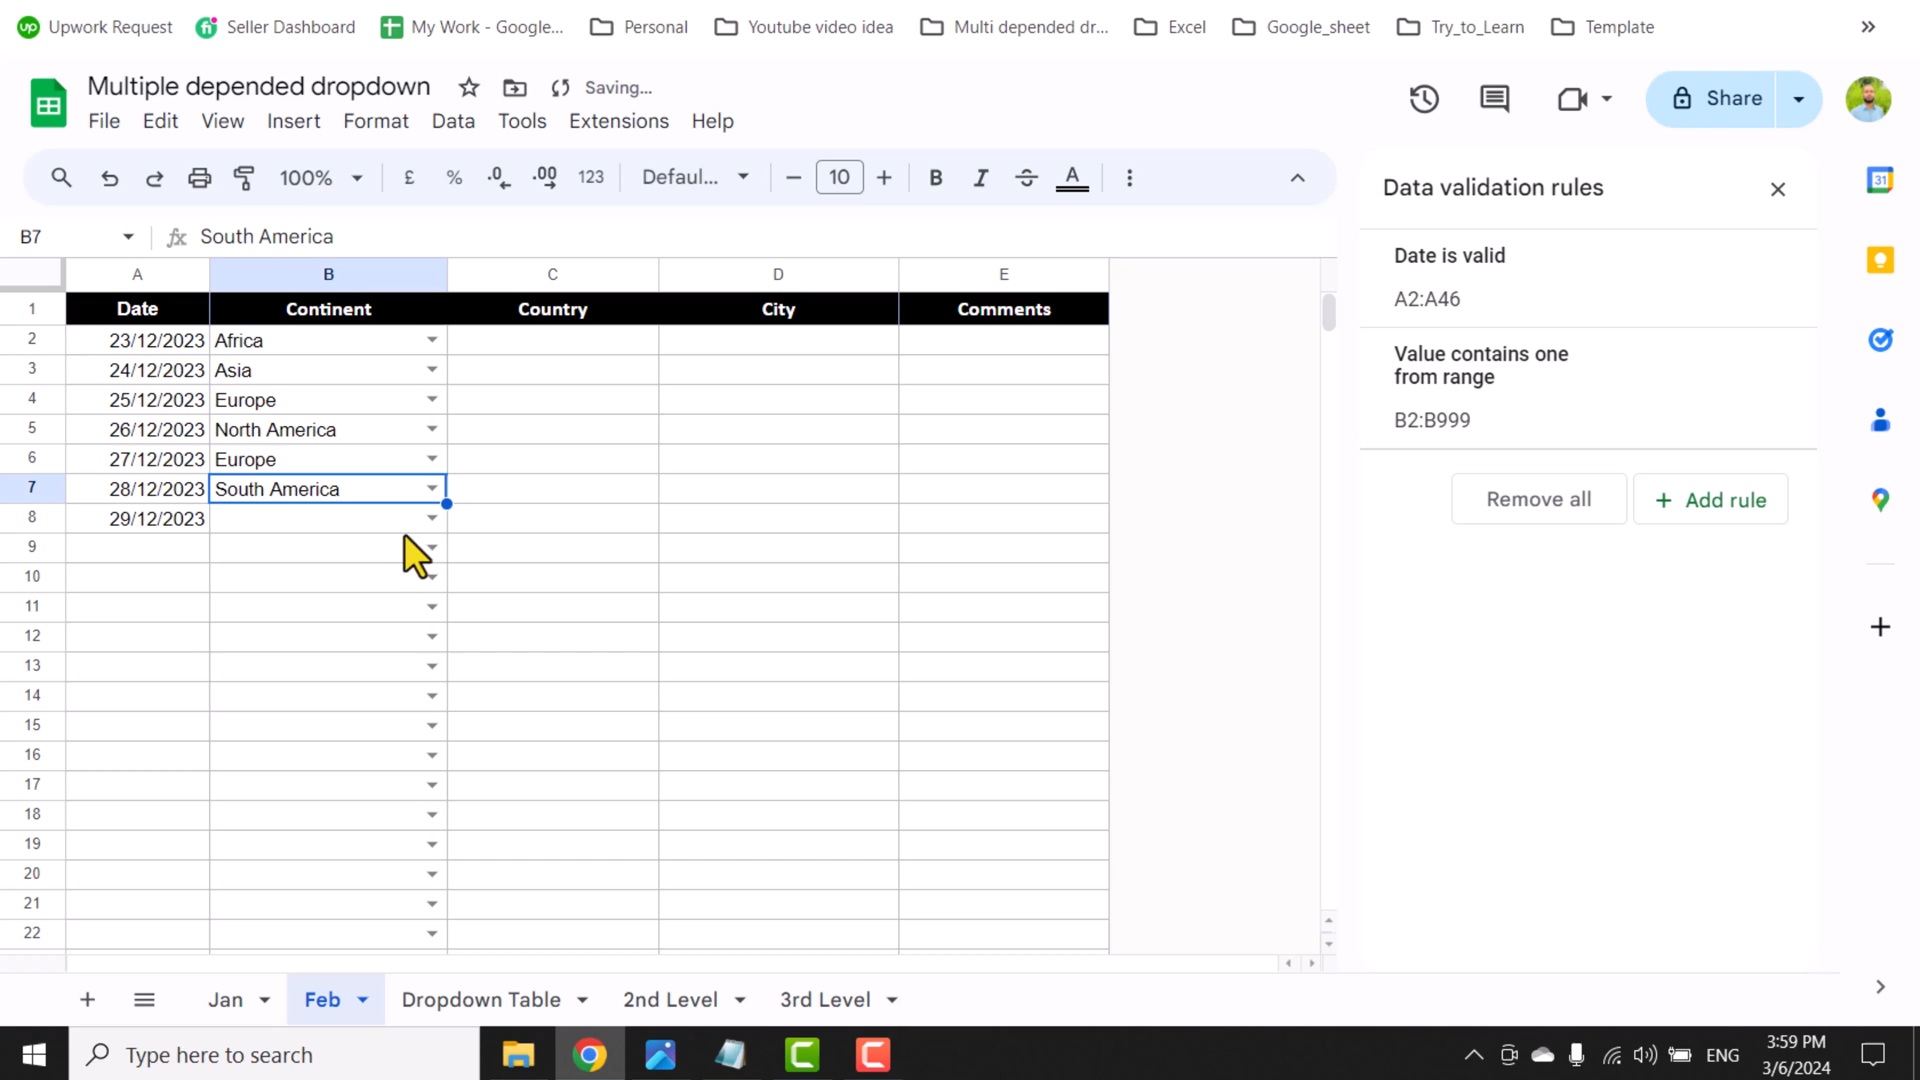 Upwork Request Seller Dashboard My Work - Google... Personal Youtube video idea Multi depended dr... Excel Google_sheet Try_to_Learn Template
Multiple depended dropdown Saving...
File Edit View Insert Format Data Tools Extensions Help
Share
100% £ % .0 .00 123 Defaul... 10 B I S A
B7 fx South America
A B C D E
1 Date Continent Country City Comments
2 23/12/2023 Africa
3 24/12/2023 Asia
4 25/12/2023 Europe
5 26/12/2023 North America
6 27/12/2023 Europe
7 28/12/2023 South America
8 29/12/2023
9
10
11
12
13
14
15
16
17
18
19
20
21
22
Data validation rules
Date is valid
A2:A46
Value contains one
from range
B2:B999
Remove all + Add rule
31
Jan Feb Dropdown Table 2nd Level 3rd Level
Type here to search
ENG
3:59 PM
3/6/2024